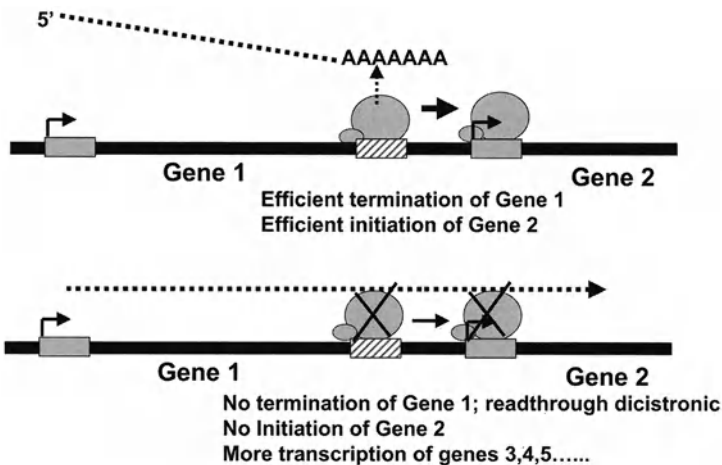 5’
AAAAAAA
Gene 1
Gene 2
Efficient termination of Gene 1
Efficient initiation of Gene 2
Gene 1
Gene 2
No termination of Gene 1; readthrough dicistronic
No Initiation of Gene 2
More transcription of genes 3,4,5......